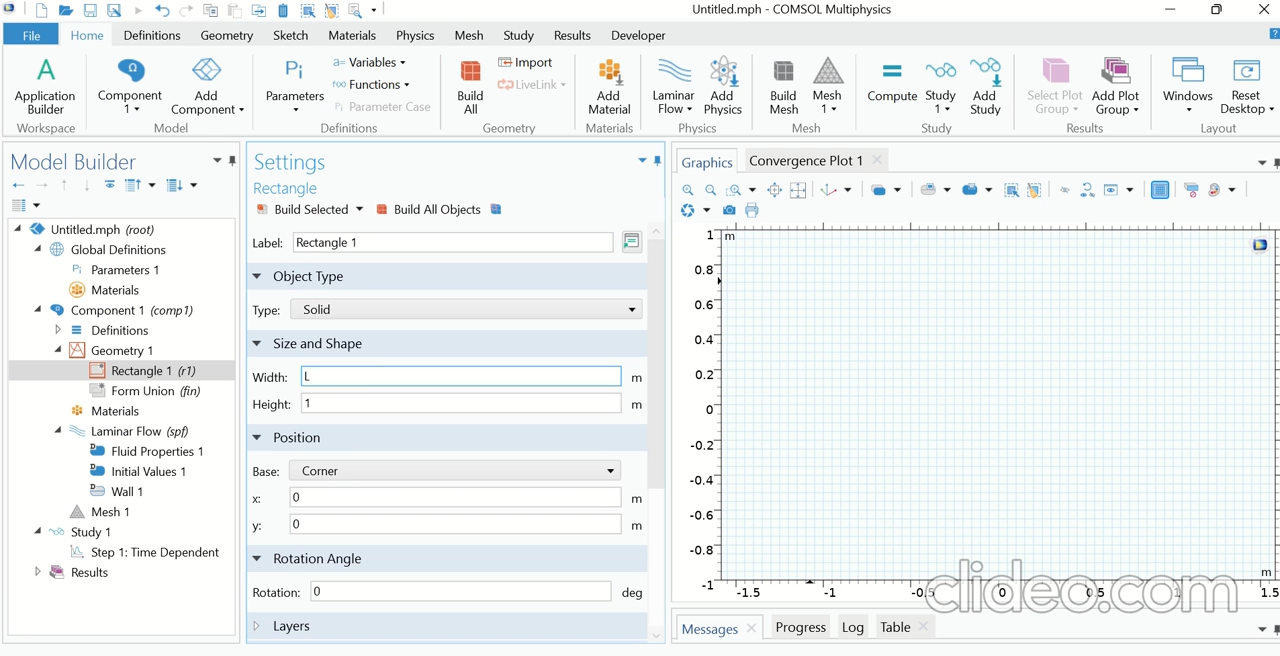 Untitled.mph - COMSOL Multiphysics
File Home Definitions Geometry Sketch Materials Physics Mesh Study Results Developer
Application Builder
Component 1
Add Component
Parameters
a= Variables
f(x) Functions
Pi Parameter Case
Build All
Import
LiveLink
Add Material
Laminar Flow
Add Physics
Build Mesh
Mesh 1
Compute
Study 1
Add Study
Select Plot Group
Add Plot Group
Windows
Reset Desktop
Workspace Model Definitions Geometry Materials Physics Mesh Study Results Layout
Model Builder
Untitled.mph (root)
Global Definitions
Pi Parameters 1
Materials
Component 1 (comp1)
Definitions
Geometry 1
Rectangle 1 (r1)
Form Union (fin)
Materials
Laminar Flow (spf)
Fluid Properties 1
Initial Values 1
Wall 1
Mesh 1
Study 1
Step 1: Time Dependent
Results
Settings
Rectangle
Build Selected Build All Objects
Label: Rectangle 1
Object Type
Type: Solid
Size and Shape
Width: L m
Height: 1 m
Position
Base: Corner
x: 0 m
y: 0 m
Rotation Angle
Rotation: 0 deg
Layers
Graphics Convergence Plot 1
m
1
0.8
0.6
0.4
0.2
0
-0.2
-0.4
-0.6
-0.8
-1
m
-1.5 -1 -0.5 0 0.5 1 1.5
clideo.com
Messages Progress Log Table